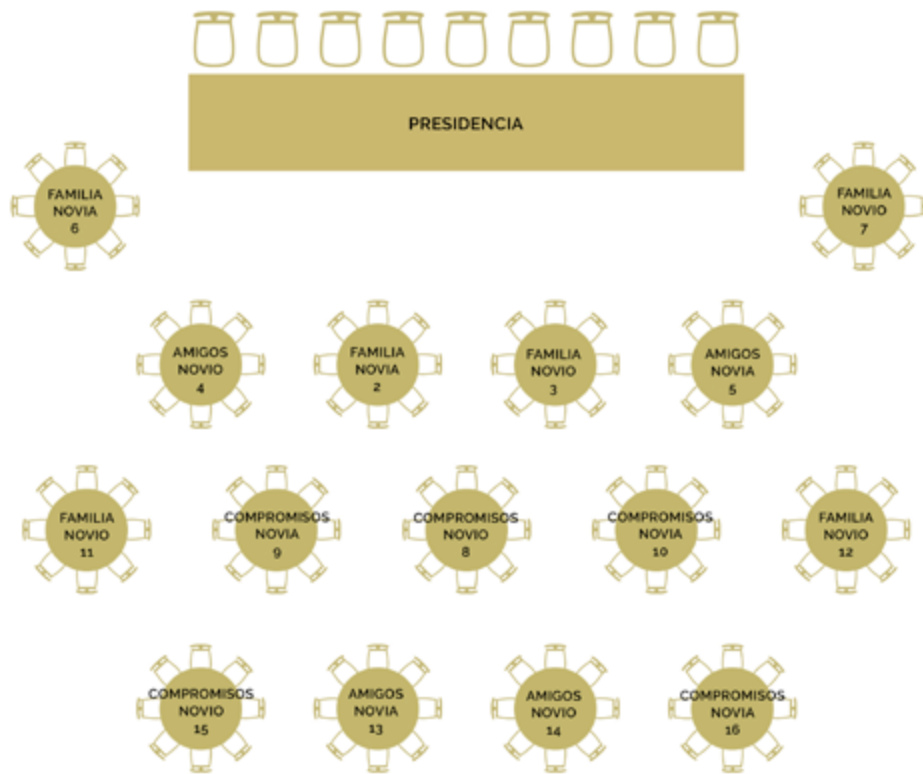 PRESIDENCIA
FAMILIA
NOVIA
6
FAMILIA
NOVIO
7
AMIGOS
NOVIO
4
FAMILIA
NOVIA
2
FAMILIA
NOVIO
3
AMIGOS
NOVIA
5
FAMILIA
NOVIO
11
COMPROMISOS
NOVIA
9
COMPROMISOS
NOVIO
8
COMPROMISOS
NOVIA
10
FAMILIA
NOVIO
12
COMPROMISOS
NOVIO
15
AMIGOS
NOVIA
13
AMIGOS
NOVIO
14
COMPROMISOS
NOVIA
16